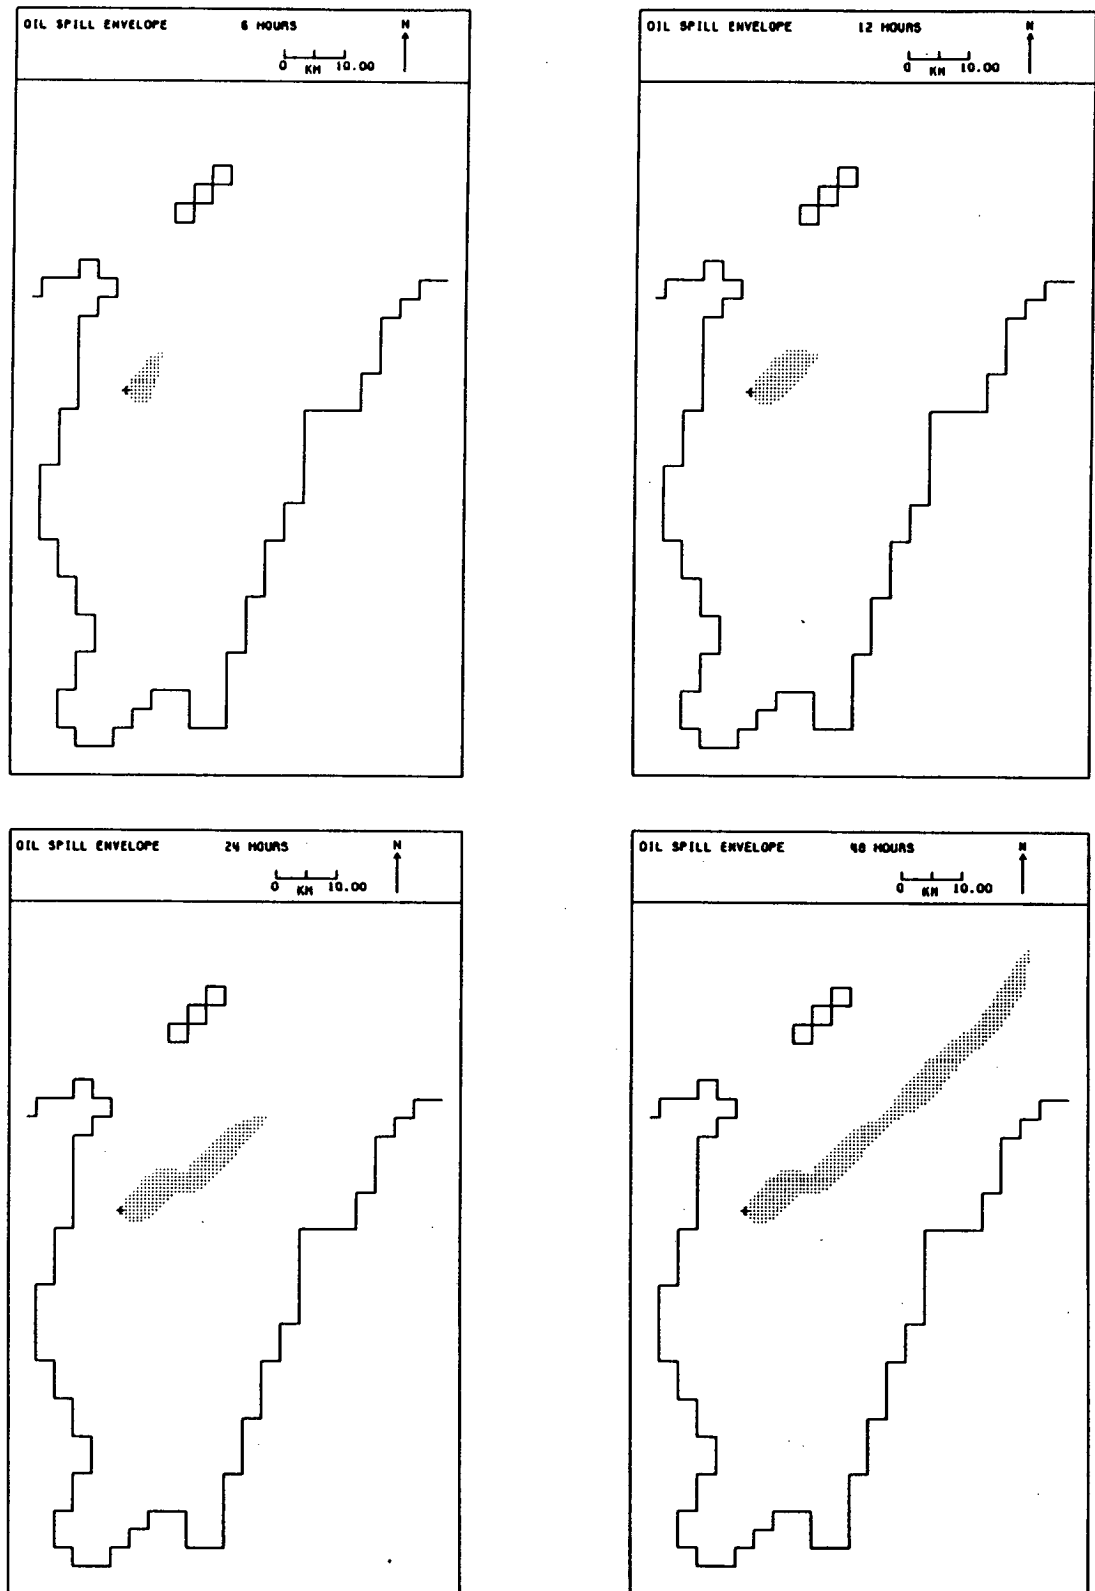 OIL SPILL ENVELOPE 6 HOURS N
0 KM 10.00
OIL SPILL ENVELOPE 12 HOURS N
0 KM 10.00
OIL SPILL ENVELOPE 24 HOURS N
0 KM 10.00
OIL SPILL ENVELOPE 48 HOURS N
0 KM 10.00